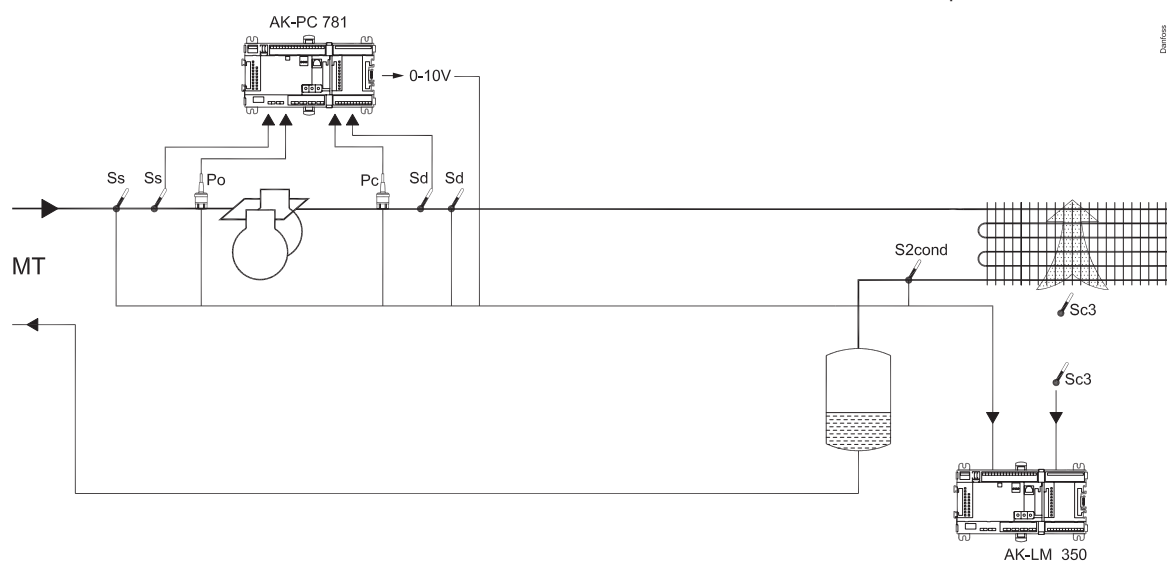 AK-PC 781
Danfoss
0-10V
Ss
Ss
Po
Pc
Sd
Sd
MT
S2cond
Sc3
Sc3
AK-LM 350